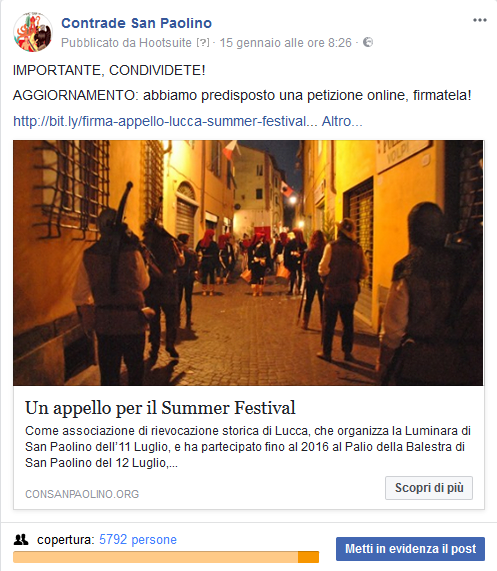 Contrade San Paolino
Pubblicato da Hootsuite [?] · 15 gennaio alle ore 8:26 ·
IMPORTANTE, CONDIVIDETE!
AGGIORNAMENTO: abbiamo predisposto una petizione online, firmatela!
http://bit.ly/firma-appello-lucca-summer-festival... Altro...
Un appello per il Summer Festival
Come associazione di rievocazione storica di Lucca, che organizza la Luminara di
San Paolino dell'11 Luglio, e ha partecipato fino al 2016 al Palio della Balestra di
San Paolino del 12 Luglio,...
CONSANPAOLINO.ORG
Scopri di più
copertura: 5792 persone
Metti in evidenza il post